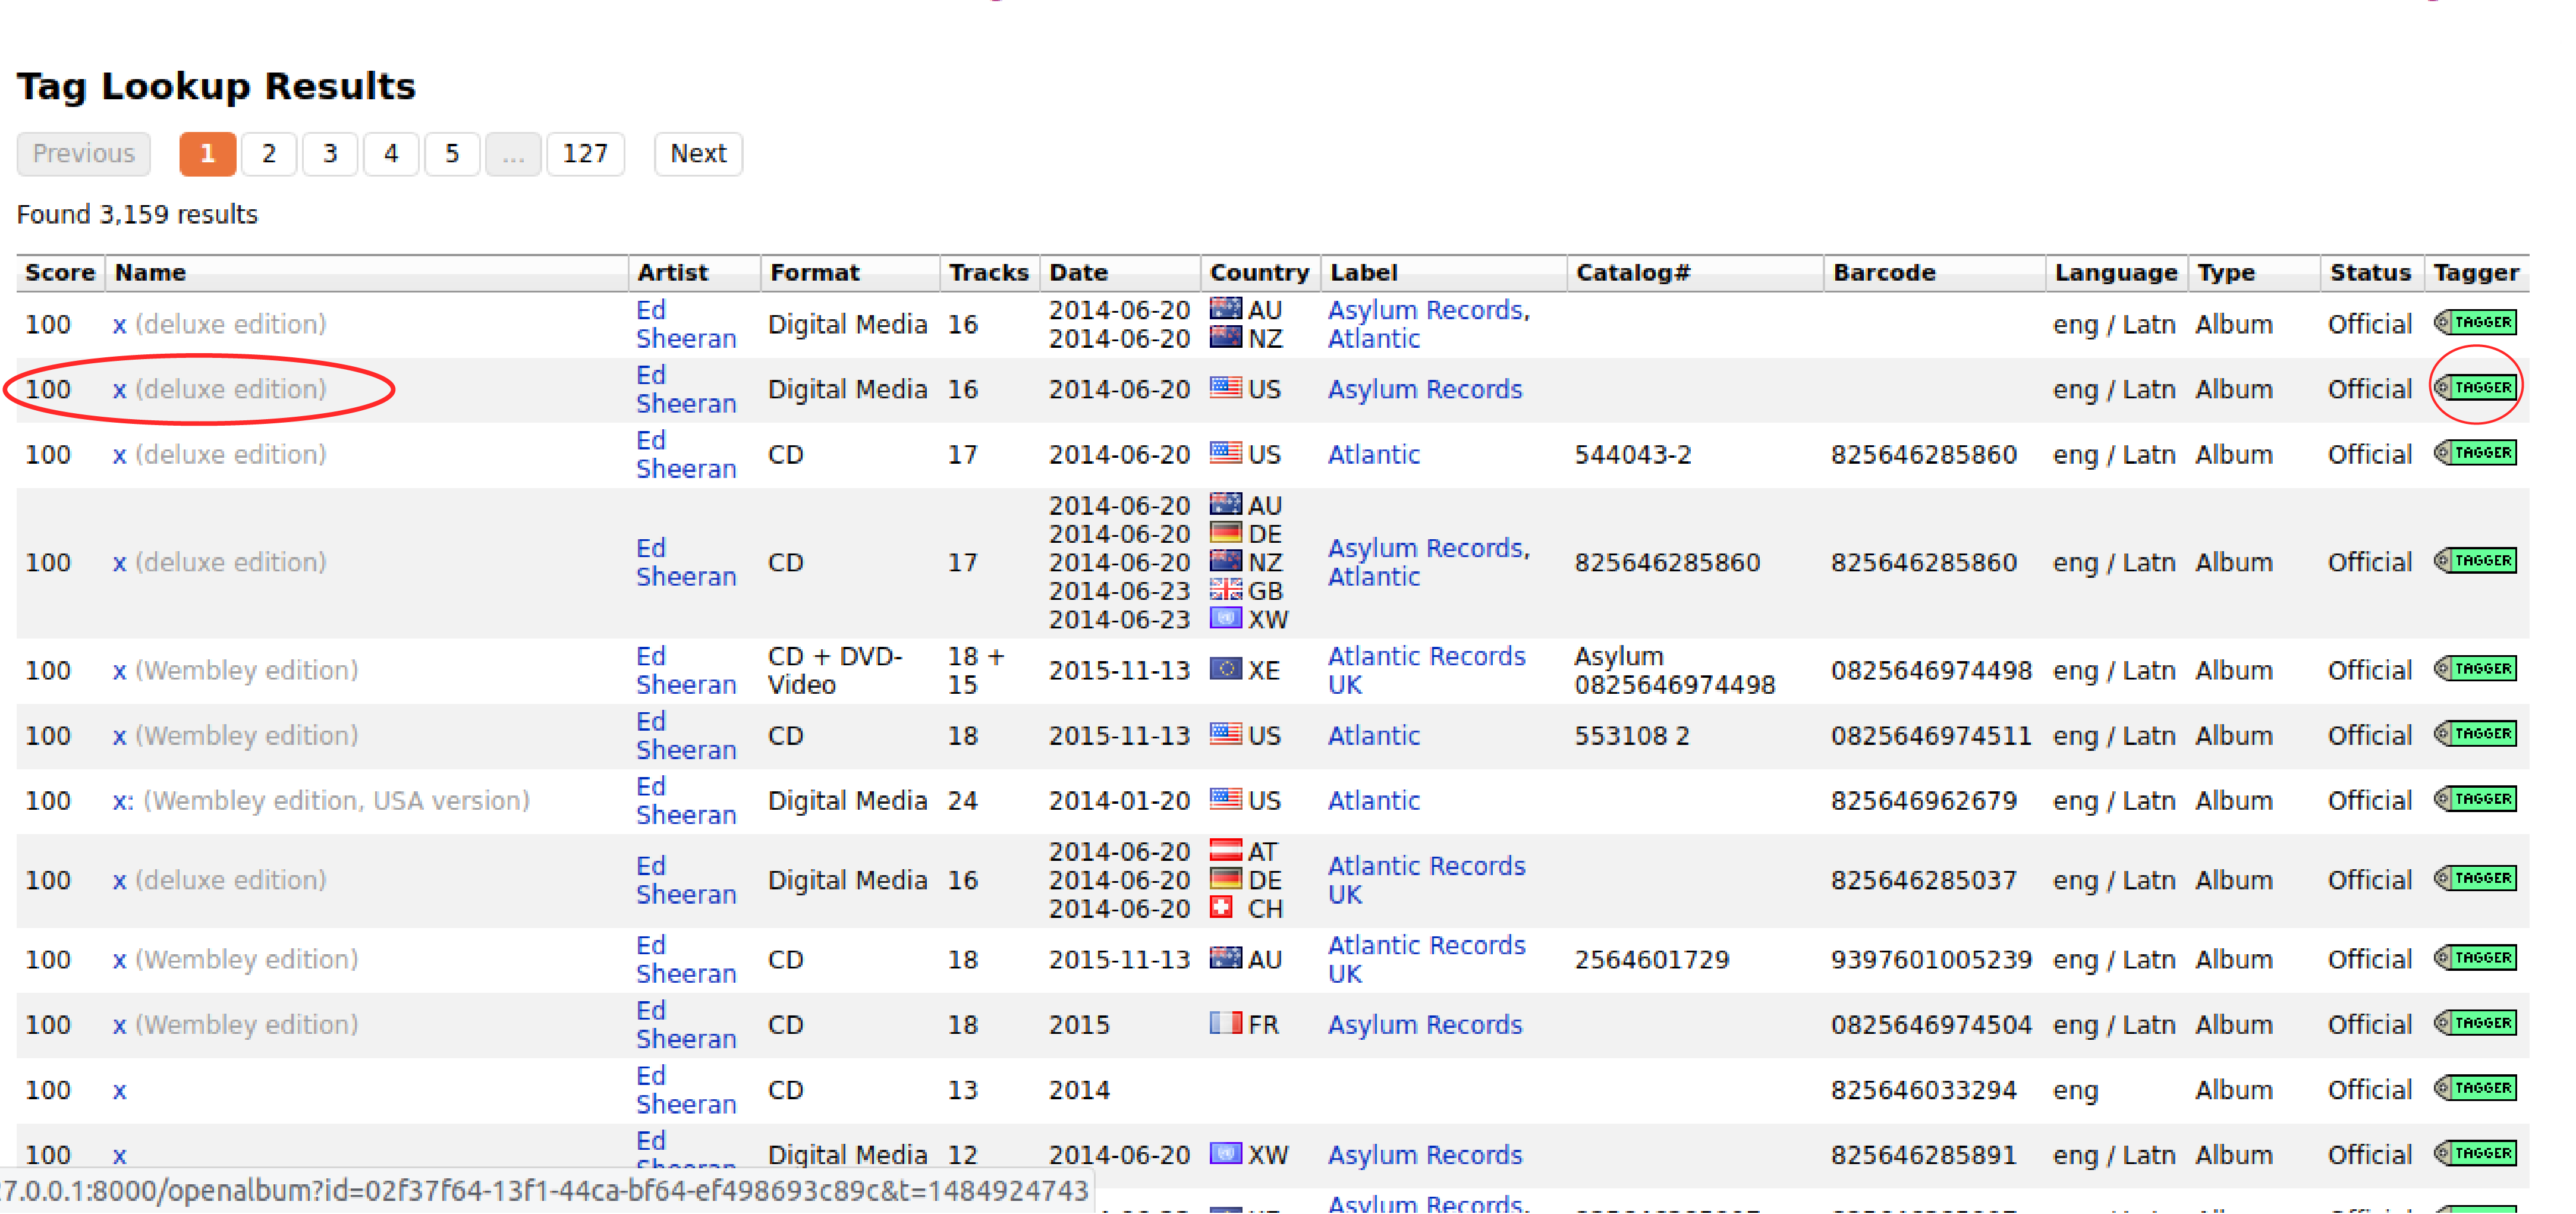 Tag Lookup Results
Previous 1 2 3 4 5 ... 127 Next
Found 3,159 results
Score Name Artist Format Tracks Date Country Label Catalog# Barcode Language Type Status Tagger
100 x (deluxe edition) Ed Sheeran Digital Media 16 2014-06-20 AU 2014-06-20 NZ Asylum Records, Atlantic eng / Latn Album Official TAGGER
100 x (deluxe edition) Ed Sheeran Digital Media 16 2014-06-20 US Asylum Records eng / Latn Album Official TAGGER
100 x (deluxe edition) Ed Sheeran CD 17 2014-06-20 US Atlantic 544043-2 825646285860 eng / Latn Album Official TAGGER
100 x (deluxe edition) Ed Sheeran CD 17 2014-06-20 AU 2014-06-20 DE 2014-06-20 NZ 2014-06-23 GB 2014-06-23 XW Asylum Records, Atlantic 825646285860 825646285860 eng / Latn Album Official TAGGER
100 x (Wembley edition) Ed Sheeran CD + DVD-Video 18 + 15 2015-11-13 XE Atlantic Records UK Asylum 0825646974498 0825646974498 eng / Latn Album Official TAGGER
100 x (Wembley edition) Ed Sheeran CD 18 2015-11-13 US Atlantic 553108 2 0825646974511 eng / Latn Album Official TAGGER
100 x: (Wembley edition, USA version) Ed Sheeran Digital Media 24 2014-01-20 US Atlantic 825646962679 eng / Latn Album Official TAGGER
100 x (deluxe edition) Ed Sheeran Digital Media 16 2014-06-20 AT 2014-06-20 DE 2014-06-20 CH Atlantic Records UK 825646285037 eng / Latn Album Official TAGGER
100 x (Wembley edition) Ed Sheeran CD 18 2015-11-13 AU Atlantic Records UK 2564601729 9397601005239 eng / Latn Album Official TAGGER
100 x (Wembley edition) Ed Sheeran CD 18 2015 FR Asylum Records 0825646974504 eng / Latn Album Official TAGGER
100 x Ed Sheeran CD 13 2014 825646033294 eng Album Official TAGGER
100 x Ed Digital Media 12 2014-06-20 XW Asylum Records 825646285891 eng / Latn Album Official TAGGER
7.0.0.1:8000/openalbum?id=02f37f64-13f1-44ca-bf64-ef498693c89c&t=1484924743
Asylum Records,